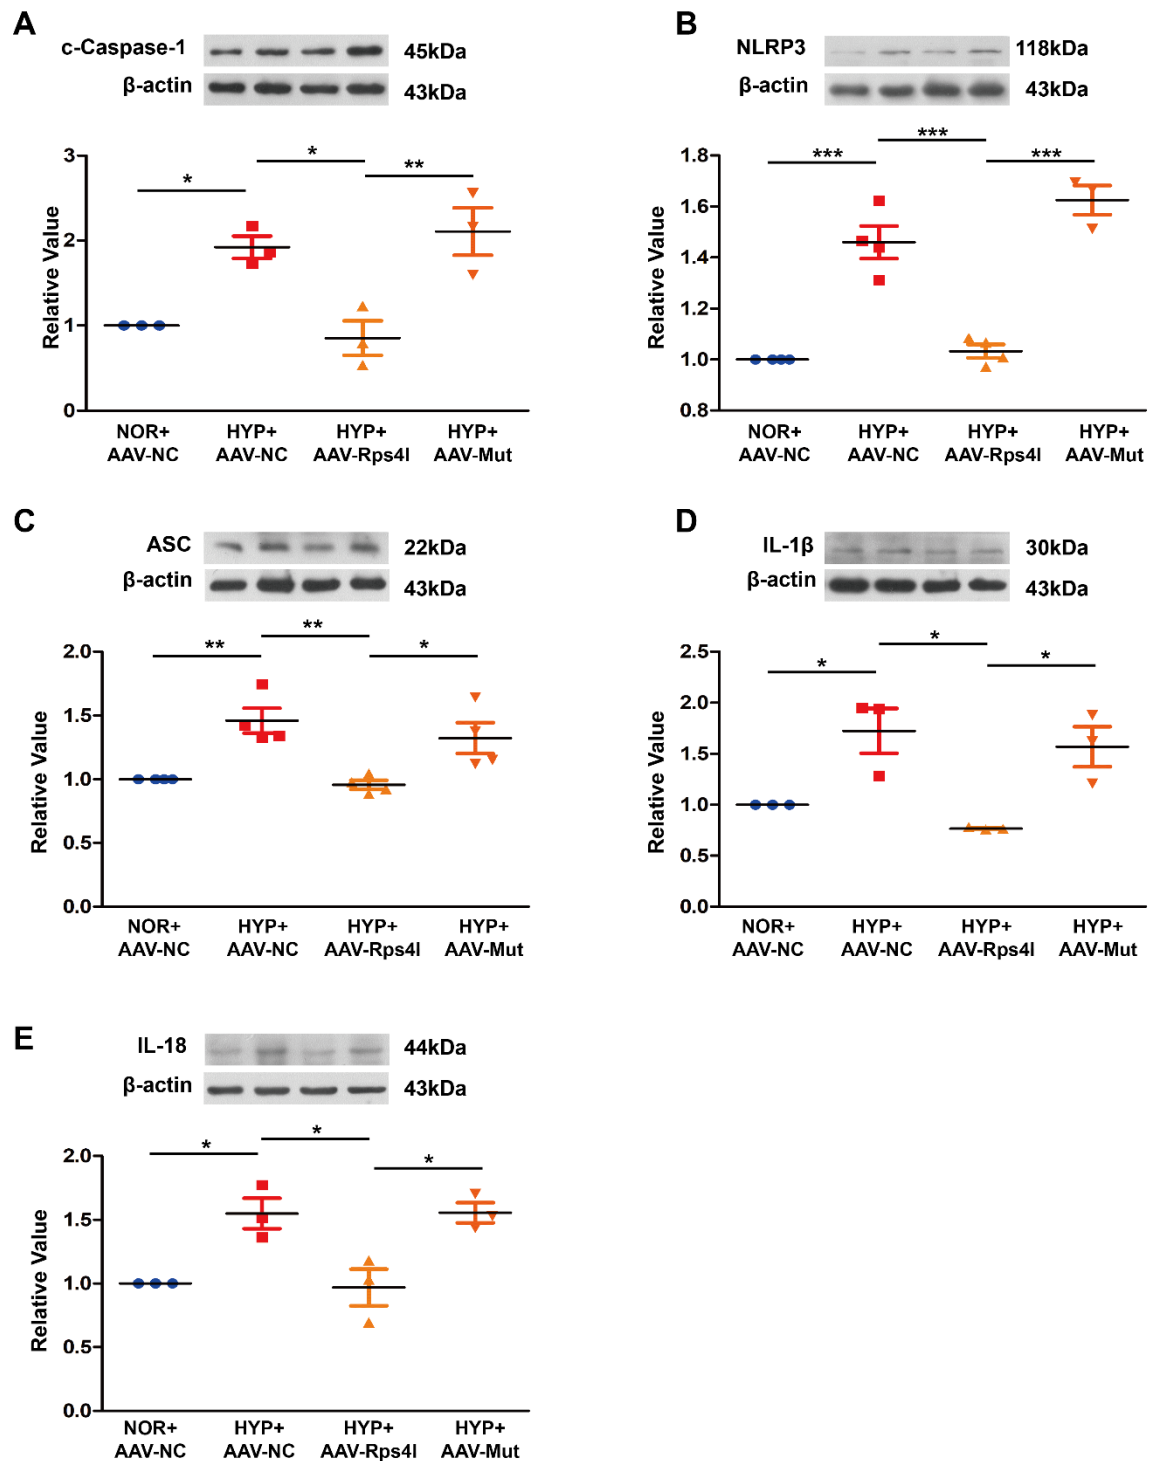 A
c-Caspase-1
45kDa
β-actin
43kDa
*
*
**
3
2
1
0
Relative Value
NOR+ HYP+ HYP+ HYP+
AAV-NC AAV-NC AAV-Rps4l AAV-Mut
B
NLRP3
118kDa
β-actin
43kDa
***
***
***
1.8
1.6
1.4
1.2
1.0
0.8
Relative Value
NOR+ HYP+ HYP+ HYP+
AAV-NC AAV-NC AAV-Rps4l AAV-Mut
C
ASC
22kDa
β-actin
43kDa
**
**
*
2.0
1.5
1.0
0.5
0.0
Relative Value
NOR+ HYP+ HYP+ HYP+
AAV-NC AAV-NC AAV-Rps4l AAV-Mut
D
IL-1β
30kDa
β-actin
43kDa
*
*
*
2.5
2.0
1.5
1.0
0.5
0.0
Relative Value
NOR+ HYP+ HYP+ HYP+
AAV-NC AAV-NC AAV-Rps4l AAV-Mut
E
IL-18
44kDa
β-actin
43kDa
*
*
*
2.0
1.5
1.0
0.5
0.0
Relative Value
NOR+ HYP+ HYP+ HYP+
AAV-NC AAV-NC AAV-Rps4l AAV-Mut